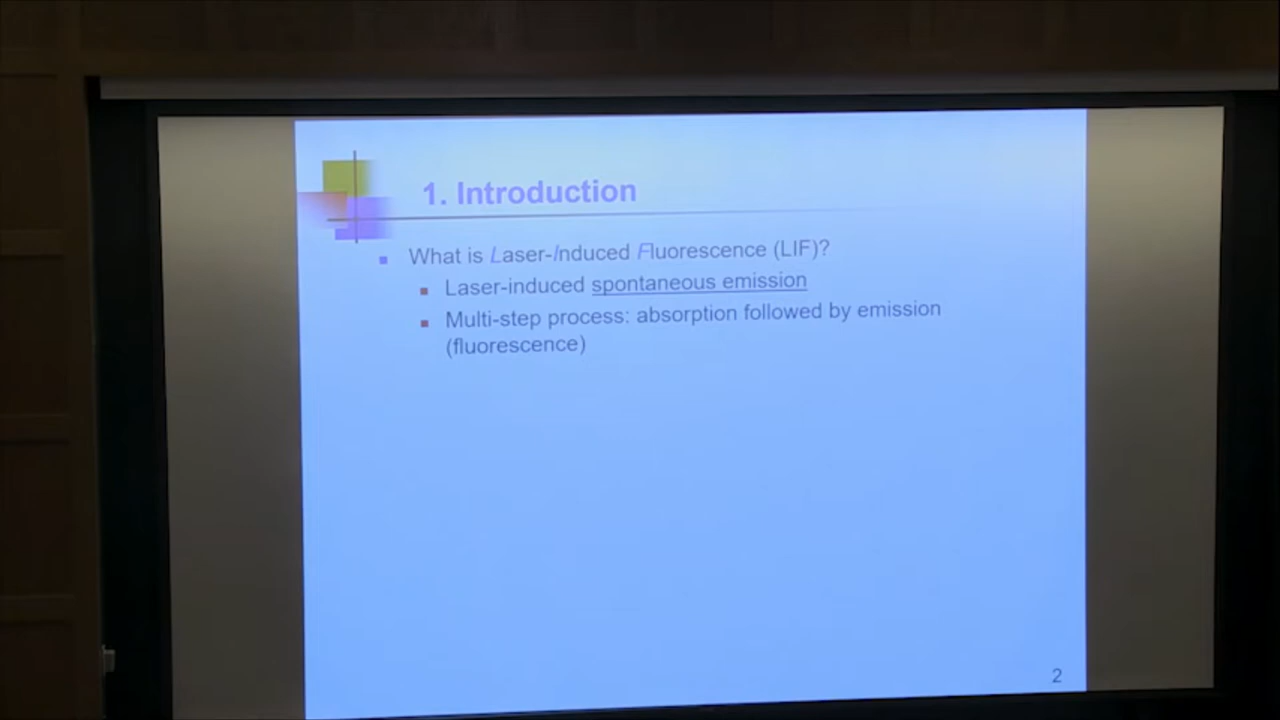 1. Introduction
What is Laser-Induced Fluorescence (LIF)?
Laser-induced spontaneous emission
Multi-step process: absorption followed by emission
(fluorescence)
2